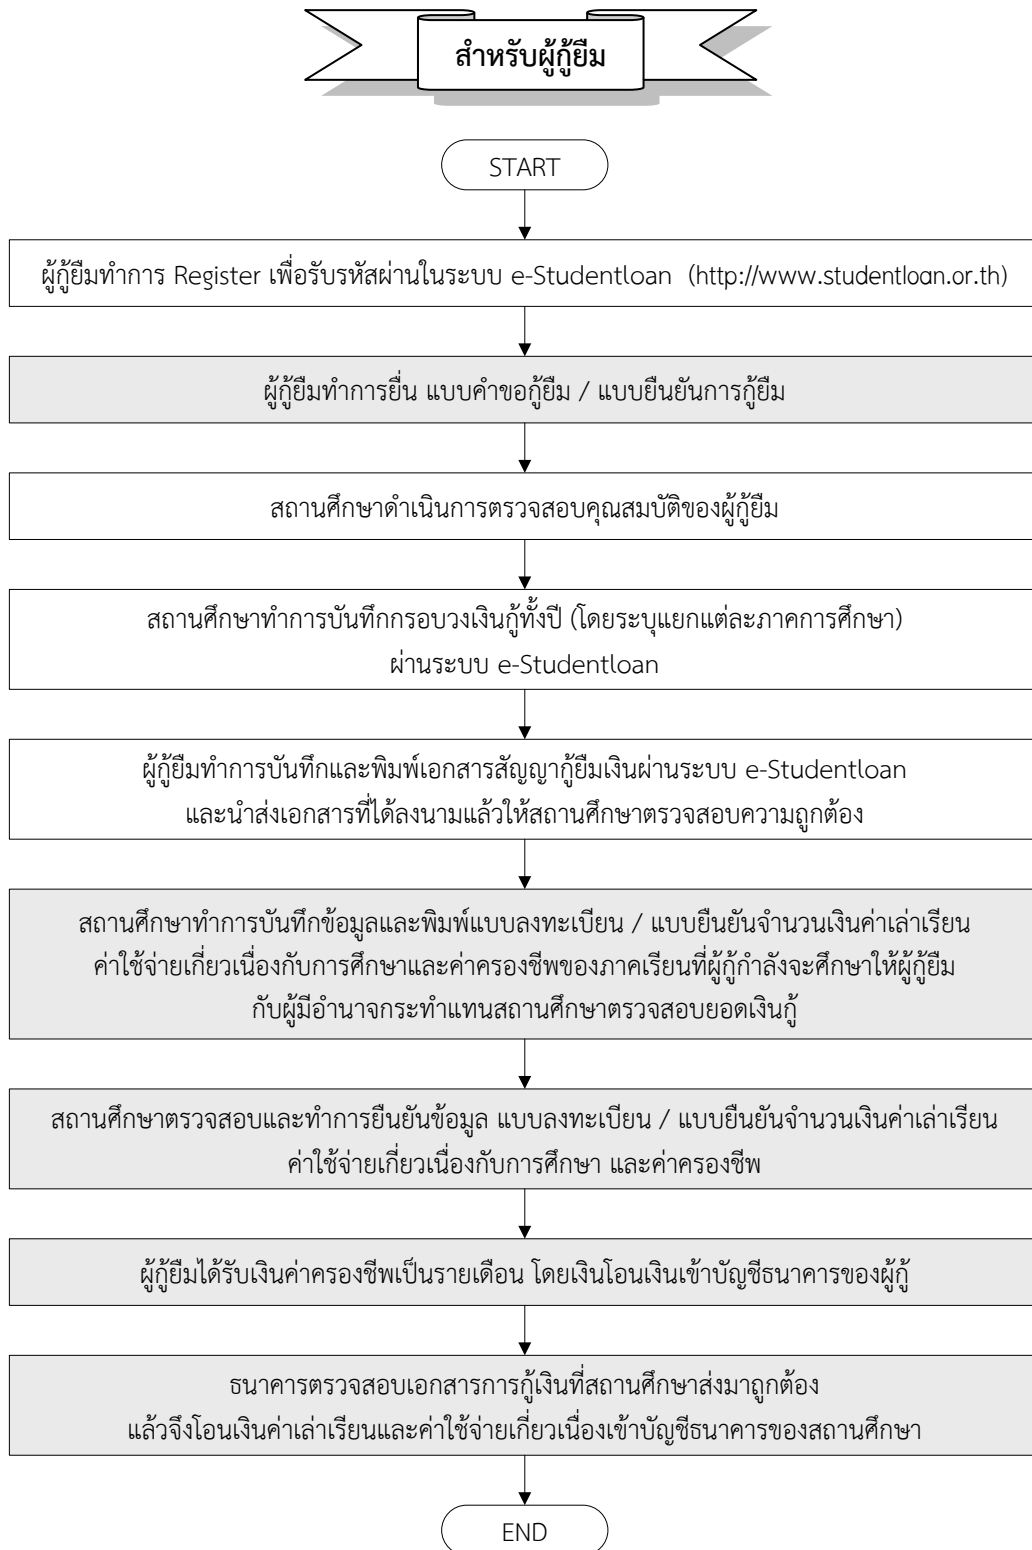 สำหรับผู้กู้ยืม
START
ผู้กู้ยืมทำการ Register เพื่อรับรหัสผ่านในระบบ e-Studentloan (http://www.studentloan.or.th)
ผู้กู้ยืมทำการยื่น แบบคำขอกู้ยืม / แบบยืนยันการกู้ยืม
สถานศึกษาดำเนินการตรวจสอบคุณสมบัติของผู้กู้ยืม
สถานศึกษาทำการบันทึกกรอบวงเงินกู้ทั้งปี (โดยระบุแยกแต่ละภาคการศึกษา)
ผ่านระบบ e-Studentloan
ผู้กู้ยืมทำการบันทึกและพิมพ์เอกสารสัญญากู้ยืมเงินผ่านระบบ e-Studentloan
และนำส่งเอกสารที่ได้ลงนามแล้วให้สถานศึกษาตรวจสอบความถูกต้อง
สถานศึกษาทำการบันทึกข้อมูลและพิมพ์แบบลงทะเบียน / แบบยืนยันจำนวนเงินค่าเล่าเรียน
ค่าใช้จ่ายเกี่ยวเนื่องกับการศึกษาและค่าครองชีพของภาคเรียนที่ผู้กู้กำลังจะศึกษาให้ผู้กู้ยืม
กับผู้มีอำนาจกระทำแทนสถานศึกษาตรวจสอบยอดเงินกู้
สถานศึกษาตรวจสอบและทำการยืนยันข้อมูล แบบลงทะเบียน / แบบยืนยันจำนวนเงินค่าเล่าเรียน
ค่าใช้จ่ายเกี่ยวเนื่องกับการศึกษา และค่าครองชีพ
ผู้กู้ยืมได้รับเงินค่าครองชีพเป็นรายเดือน โดยเงินโอนเงินเข้าบัญชีธนาคารของผู้กู้
ธนาคารตรวจสอบเอกสารการกู้เงินที่สถานศึกษาส่งมาถูกต้อง
แล้วจึงโอนเงินค่าเล่าเรียนและค่าใช้จ่ายเกี่ยวเนื่องเข้าบัญชีธนาคารของสถานศึกษา
END